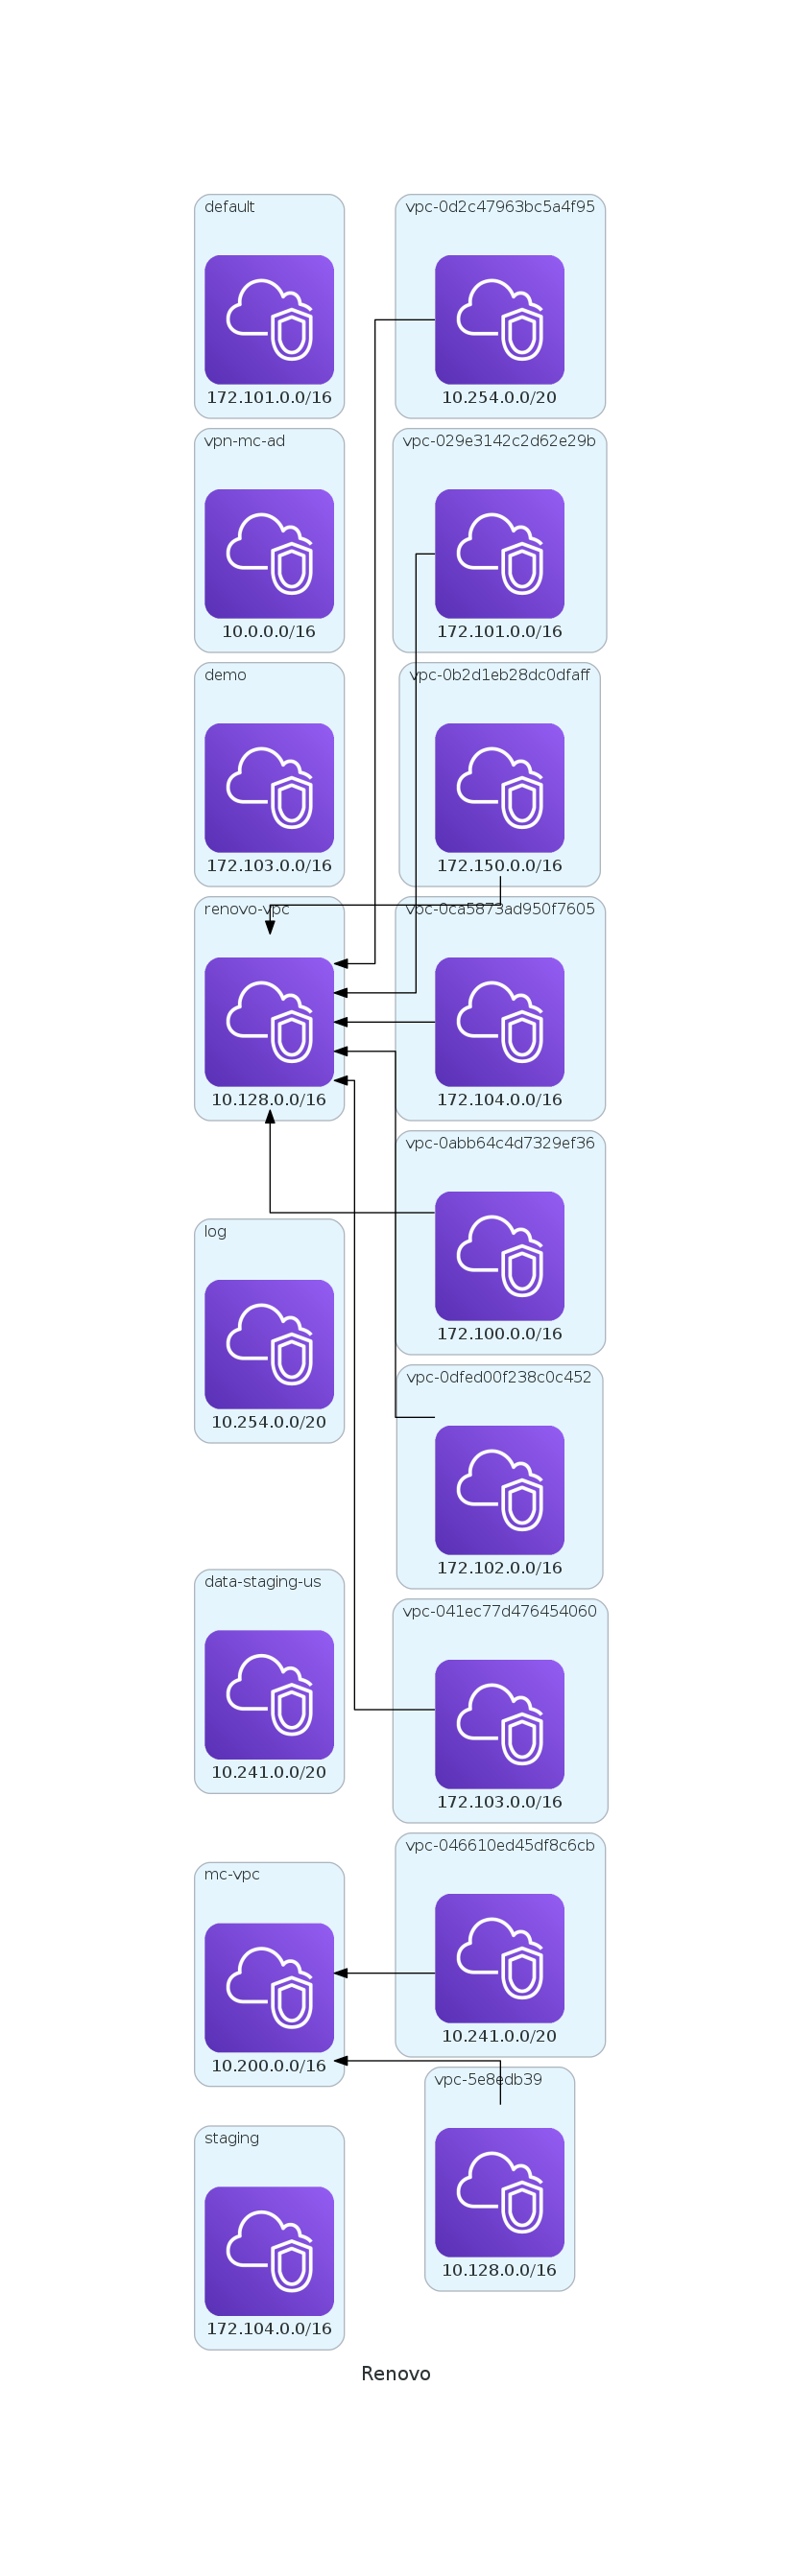 default
172.101.0.0/16
vpn-mc-ad
10.0.0.0/16
demo
172.103.0.0/16
renovo-vpc
10.128.0.0/16
log
10.254.0.0/20
data-staging-us
10.241.0.0/20
mc-vpc
10.200.0.0/16
staging
172.104.0.0/16
vpc-0d2c47963bc5a4f95
10.254.0.0/20
vpc-029e3142c2d62e29b
172.101.0.0/16
vpc-0b2d1eb28dc0dfaff
172.150.0.0/16
vpc-0ca5873ad950f7605
172.104.0.0/16
vpc-0abb64c4d7329ef36
172.100.0.0/16
vpc-0dfed00f238c0c452
172.102.0.0/16
vpc-041ec77d476454060
172.103.0.0/16
vpc-046610ed45df8c6cb
10.241.0.0/20
vpc-5e8edb39
10.128.0.0/16
Renovo